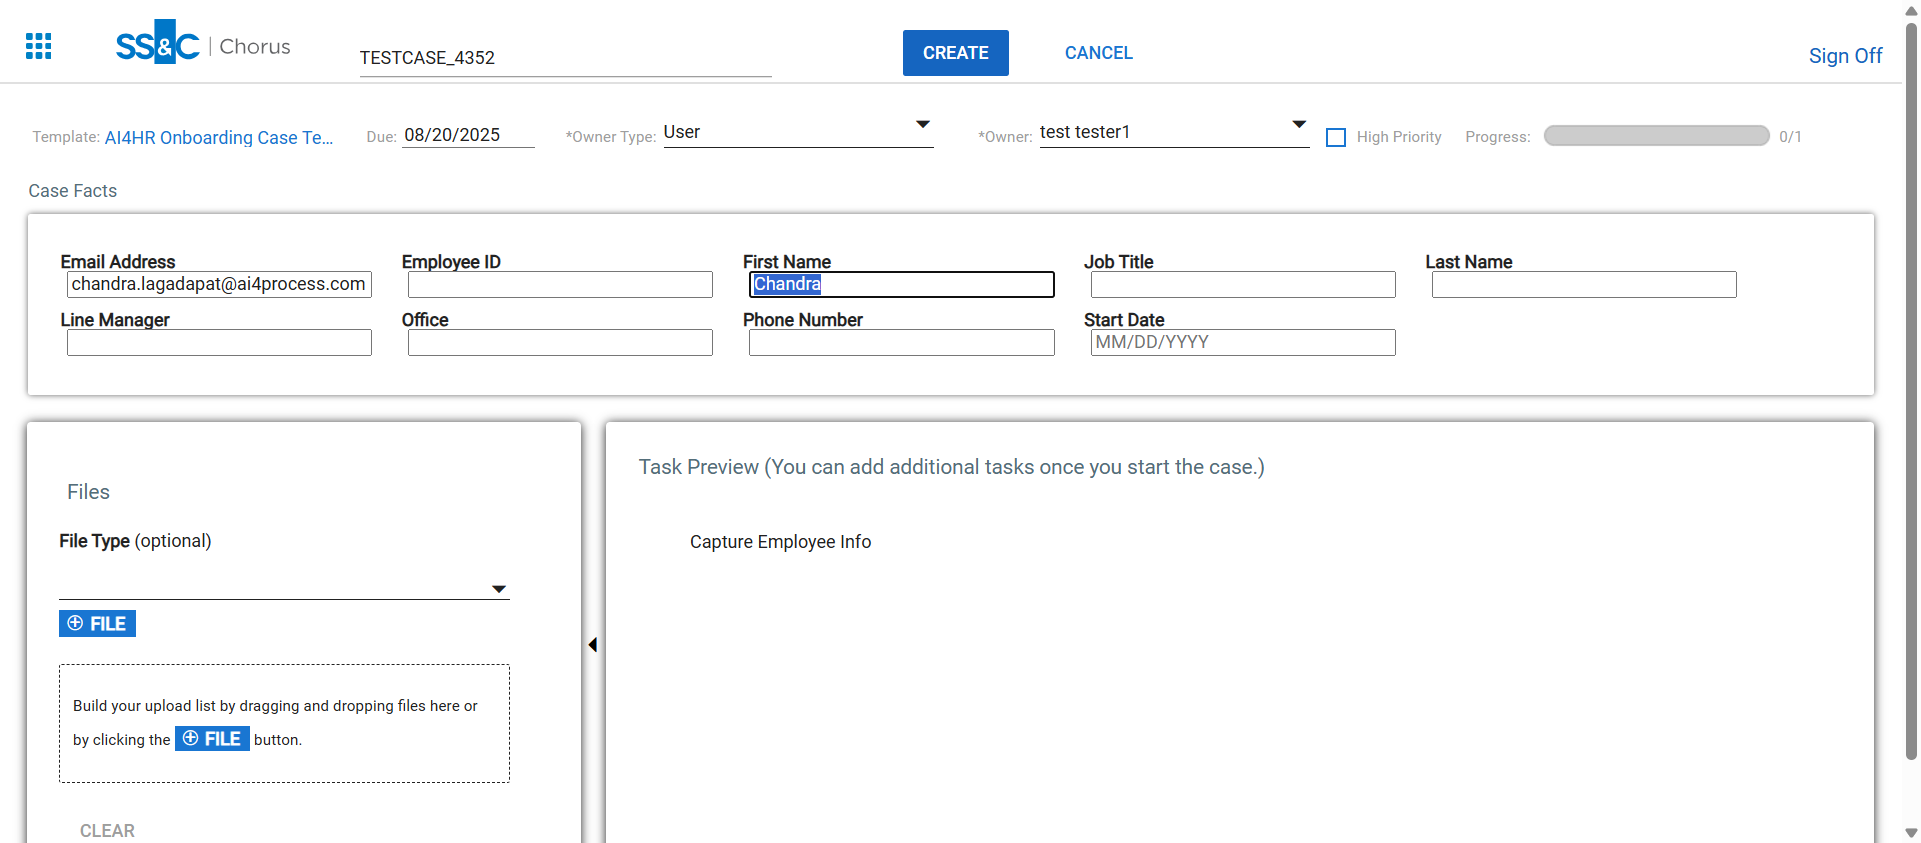 SS&C | Chorus
TESTCASE_4352
CREATE
CANCEL
Sign Off
Template: AI4HR Onboarding Case Te...
Due: 08/20/2025
*Owner Type: User
*Owner: test tester1
High Priority
Progress: 0/1
Case Facts
Email Address
chandra.lagadapat@ai4process.com
Employee ID
First Name
Chandra
Job Title
Last Name
Line Manager
Office
Phone Number
Start Date
MM/DD/YYYY
Files
File Type (optional)
FILE
Build your upload list by dragging and dropping files here or
by clicking the FILE button.
CLEAR
Task Preview (You can add additional tasks once you start the case.)
Capture Employee Info